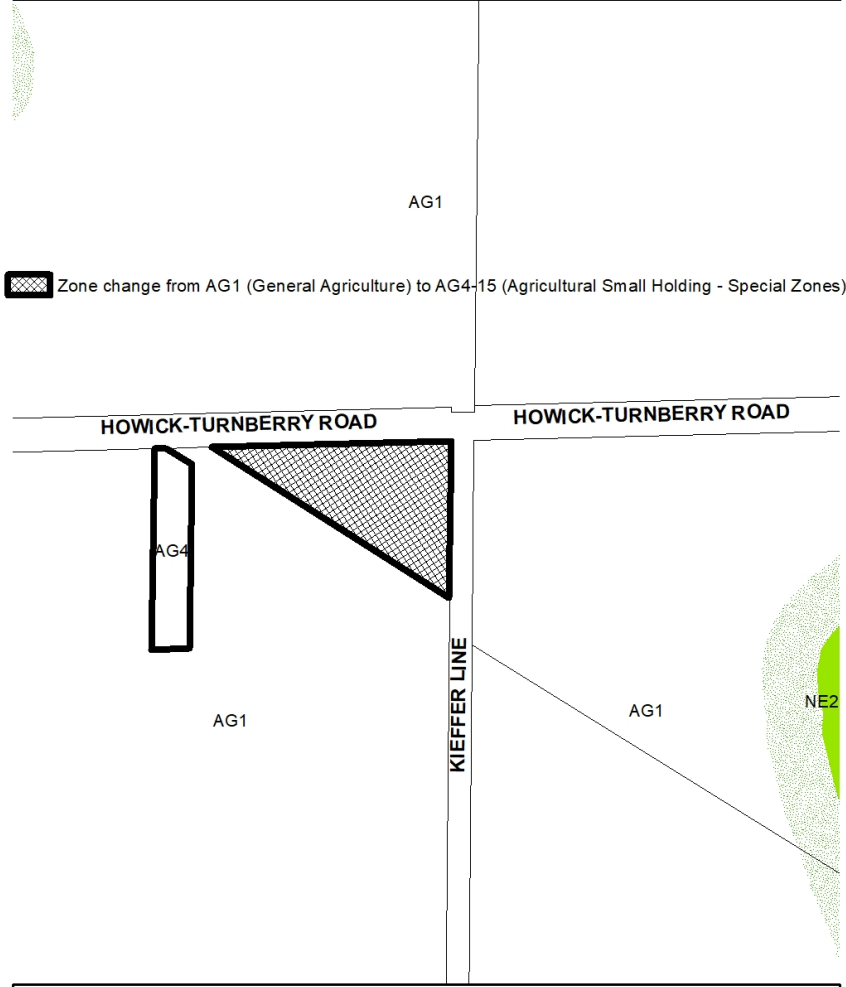 AG1
Zone change from AG1 (General Agriculture) to AG4-15 (Agricultural Small Holding - Special Zones)
HOWICK-TURNBERRY ROAD
HOWICK-TURNBERRY ROAD
AG4
KIEFFER LINE
AG1
AG1
NE2